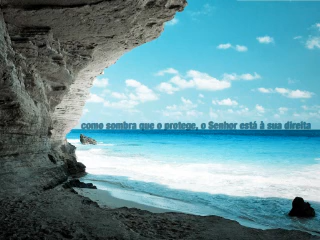 como sombra que o protege, o Senhor está à sua direita